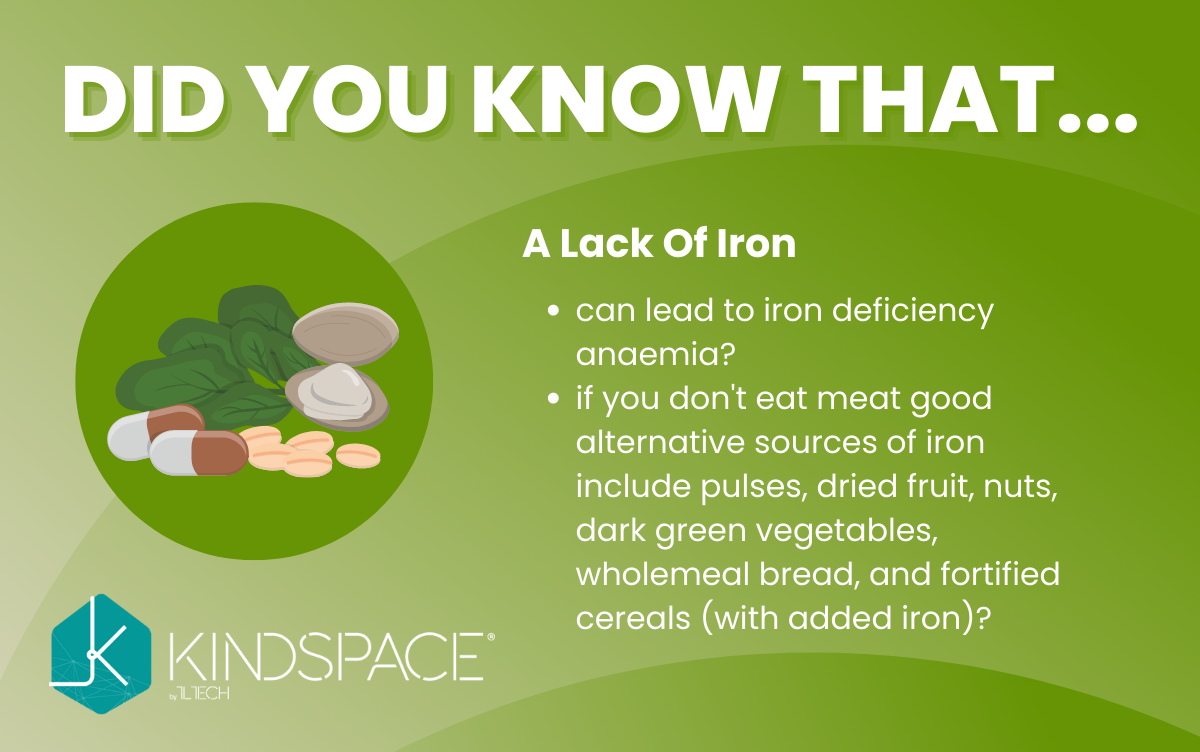 DID YOU KNOW THAT...
A Lack Of Iron
• can lead to iron deficiency
anaemia?
• if you don't eat meat good
alternative sources of iron
include pulses, dried fruit, nuts,
dark green vegetables,
wholemeal bread, and fortified
cereals (with added iron)?
KINDSPACE®
by TLTECH